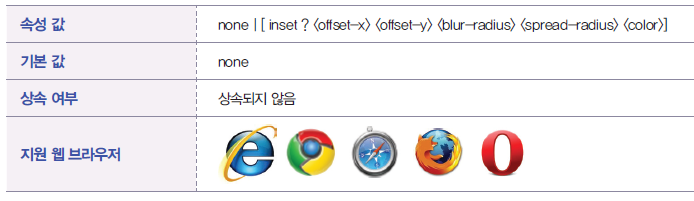 속성 값 none | [ inset ? 〈offset-x〉 〈offset-y〉 〈blur-radius〉 〈spread-radius〉 〈color〉]
기본 값 none
상속 여부 상속되지 않음
지원 웹 브라우저